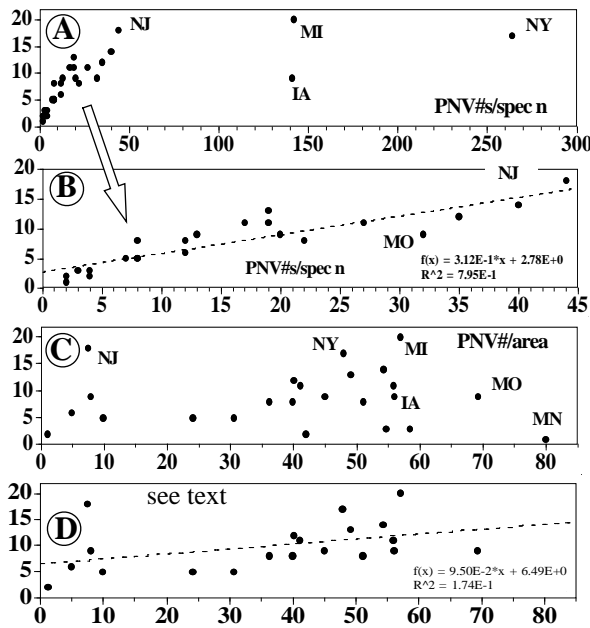 20
15
10
5
0
A
NJ
MI
NY
IA
PNV#s/spec n
0 50 100 150 200 250 300
20
15
10
5
0
B
NJ
MO
PNV#s/spec n
f(x) = 3.12E-1*x + 2.78E+0
R^2 = 7.95E-1
0 5 10 15 20 25 30 35 40 44
20
15
10
5
0
C
NJ
NY
MI
PNV#/area
IA
MO
MN
0 10 20 30 40 50 60 70 80
20
15
10
5
0
D
see text
f(x) = 9.50E-2*x + 6.49E+0
R^2 = 1.74E-1
0 10 20 30 40 50 60 70 80